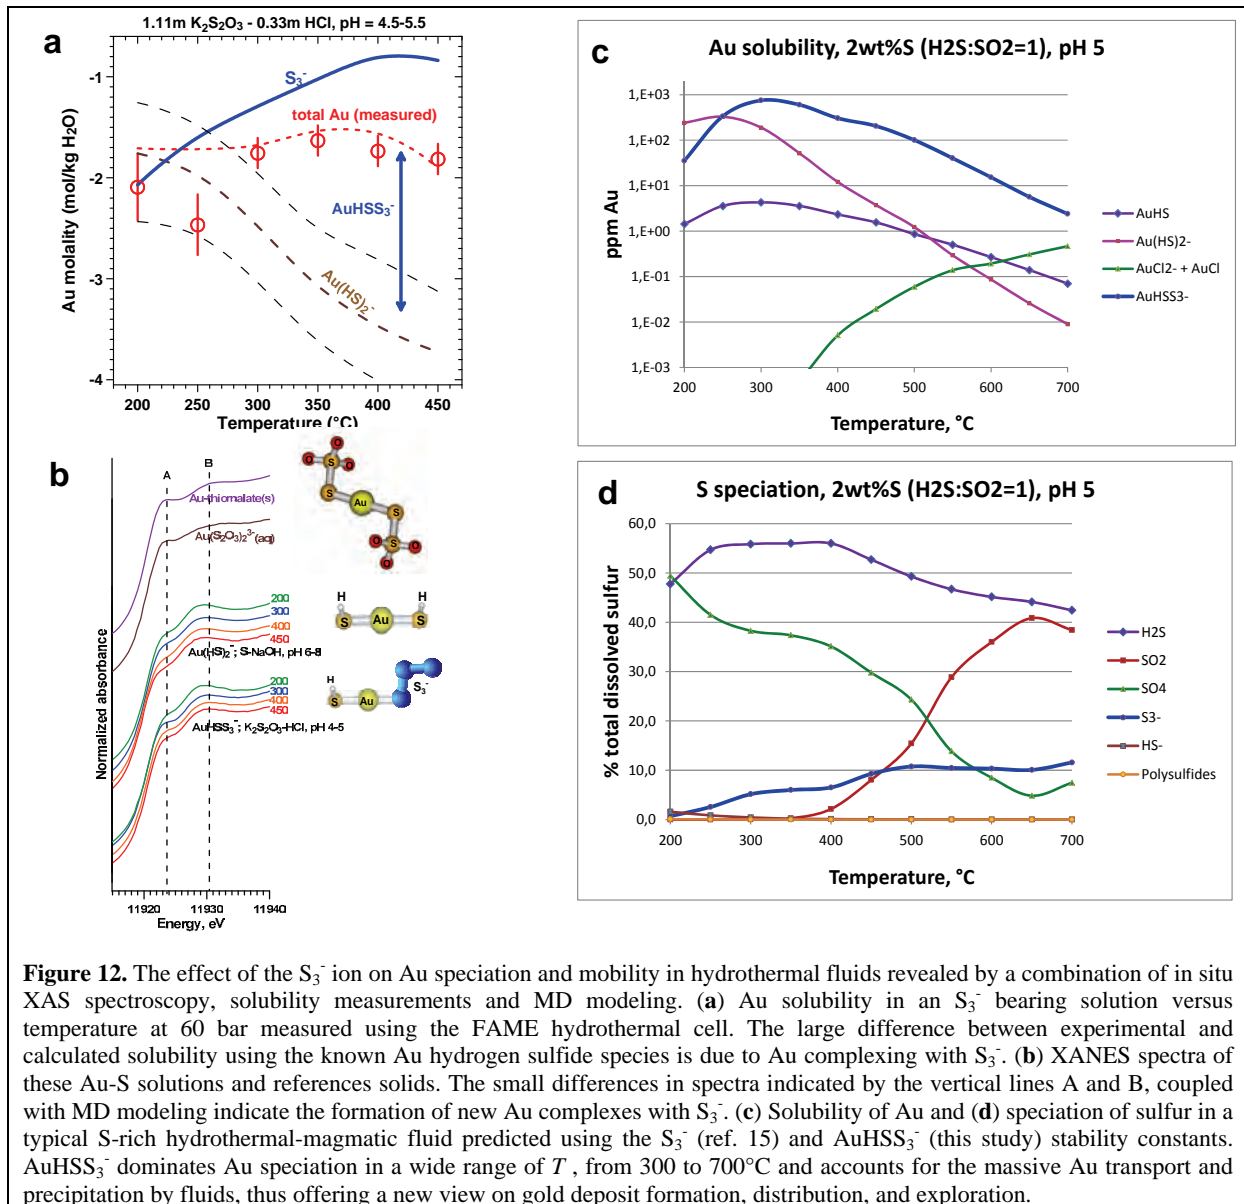 a
1.11m K₂S₂O₃ - 0.33m HCl, pH = 4.5-5.5
-1
-2
-3
-4
Au molality (mol/kg H₂O)
S₃⁻
total Au (measured)
AuHSS₃⁻
Au(HS)₂⁻
200 250 300 350 400 450
Temperature (°C)
b
A B
Au-thiomalate(s)
Au(S₂O₃)₂³⁻(aq)
200
300
400
450
Au(HS)₂⁻; S-NaOH, pH 6-8
200
300
400
450
AuHSS₃⁻; K₂S₂O₃-HCl, pH 4-5
Normalized absorbance
11920 11930 11940
Energy, eV
O O O S S Au S S O O O
H H
S Au S
H
S Au S₃⁻
c
Au solubility, 2wt%S (H2S:SO2=1), pH 5
1,E+03
1,E+02
1,E+01
1,E+00
1,E-01
1,E-02
1,E-03
ppm Au
200 300 400 500 600 700
Temperature, °C
AuHS
Au(HS)2-
AuCl2- + AuCl
AuHSS3-
d
S speciation, 2wt%S (H2S:SO2=1), pH 5
60,0
50,0
40,0
30,0
20,0
10,0
0,0
% total dissolved sulfur
200 300 400 500 600 700
Temperature, °C
H2S
SO2
SO4
S3-
HS-
Polysulfides
Figure 12. The effect of the S₃⁻ ion on Au speciation and mobility in hydrothermal fluids revealed by a combination of in situ
XAS spectroscopy, solubility measurements and MD modeling. (a) Au solubility in an S₃⁻ bearing solution versus
temperature at 60 bar measured using the FAME hydrothermal cell. The large difference between experimental and
calculated solubility using the known Au hydrogen sulfide species is due to Au complexing with S₃⁻. (b) XANES spectra of
these Au-S solutions and references solids. The small differences in spectra indicated by the vertical lines A and B, coupled
with MD modeling indicate the formation of new Au complexes with S₃⁻. (c) Solubility of Au and (d) speciation of sulfur in a
typical S-rich hydrothermal-magmatic fluid predicted using the S₃⁻ (ref. 15) and AuHSS₃⁻ (this study) stability constants.
AuHSS₃⁻ dominates Au speciation in a wide range of T , from 300 to 700°C and accounts for the massive Au transport and
precipitation by fluids, thus offering a new view on gold deposit formation, distribution, and exploration.